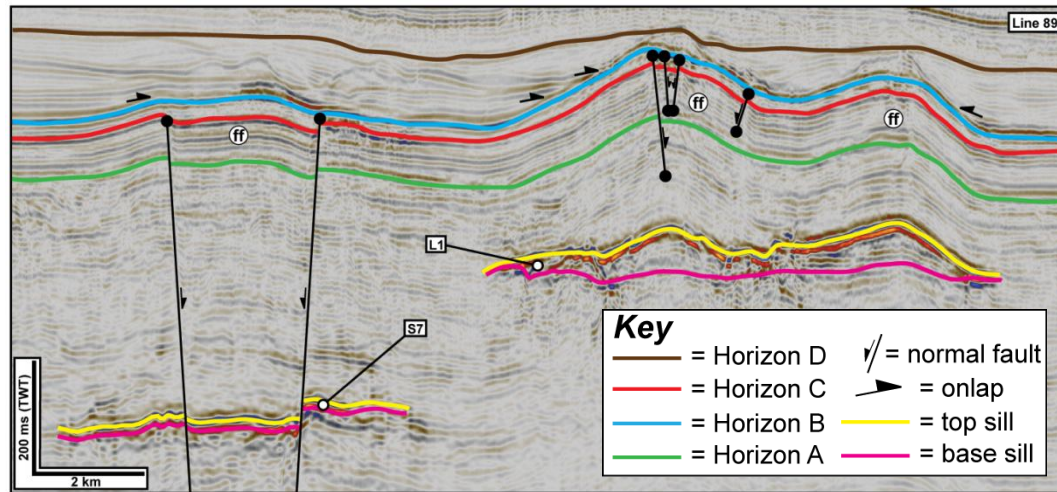 Line 89
ff
ff
ff
L1
S7
200 ms (TWT)
2 km
Key
= Horizon D
= Horizon C
= Horizon B
= Horizon A
= normal fault
= onlap
= top sill
= base sill